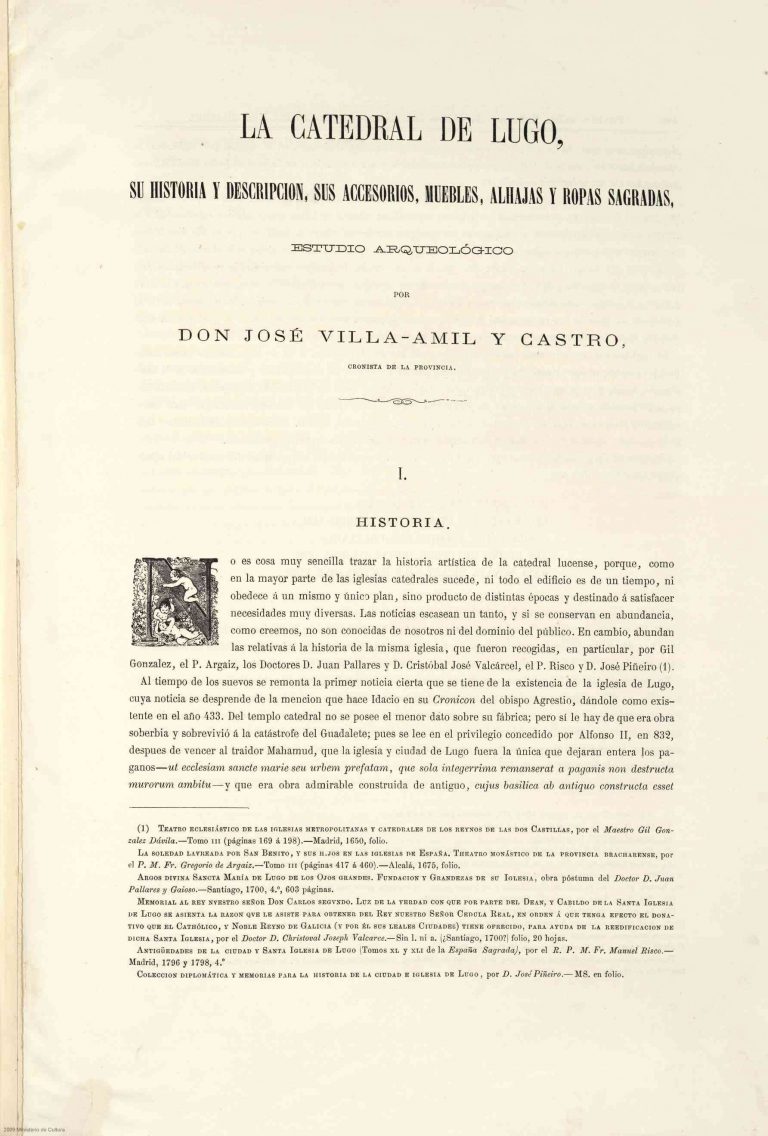 LA CATEDRAL DE LUGO,
SU HISTORIA Y DESCRIPCION, SUS ACCESORIOS, MUEBLES, ALHAJAS Y ROPAS SAGRADAS,
ESTUDIO ARQUEOLÓGICO
POR
DON JOSÉ VILLA-AMIL Y CASTRO,
CRONISTA DE LA PROVINCIA.
I.
HISTORIA.
No es cosa muy sencilla trazar la historia artística de la catedral lucense, porque, como
en la mayor parte de las iglesias catedrales sucede, ni todo el edificio es de un tiempo, ni
obedece á un mismo y único plan, sino producto de distintas épocas y destinado á satisfacer
necesidades muy diversas. Las noticias escasean un tanto, y si se conservan en abundancia,
como creemos, no son conocidas de nosotros ni del dominio del público. En cambio, abundan
las relativas á la historia de la misma iglesia, que fueron recogidas, en particular, por Gil
Gonzalez, el P. Argaiz, los Doctores D. Juan Pallares y D. Cristóbal José Valcárcel, el P. Risco y D. José Piñeiro (1).
Al tiempo de los suevos se remonta la primer noticia cierta que se tiene de la existencia de la iglesia de Lugo,
cuya noticia se desprende de la mencion que hace Idacio en su Cronicon del obispo Agrestio, dándole como exis-
tente en el año 433. Del templo catedral no se posee el menor dato sobre su fábrica; pero sí le hay de que era obra
soberbia y sobrevivió á la catástrofe del Guadalete; pues se lee en el privilegio concedido por Alfonso II, en 832,
despues de vencer al traidor Mahamud, que la iglesia y ciudad de Lugo fuera la única que dejaran entera los pa-
ganos—ut ecclesiam sancte marie seu urbem prefatam, que sola integerrima remanserat a paganis non destructa
murorum ambitu—y que era obra admirable construida de antiguo, cujus basilica ab antiquo constructa esset
(1) TEATRO ECLESIÁSTICO DE LAS IGLESIAS METROPOLITANAS Y CATEDRALES DE LOS REYNOS DE LAS DOS CASTILLAS, por el Maestro Gil Gon-
zalez Dávila.—Tomo III (páginas 169 á 198).—Madrid, 1650, folio.
LA SOLEDAD LAVREADA POR SAN BENITO, Y SUS HIJOS EN LAS IGLESIAS DE ESPAÑA. THEATRO MONÁSTICO DE LA PROVINCIA BRACHARENSE, por
el P. M. Fr. Gregorio de Argaiz.—Tomo III (páginas 417 á 460).—Alcalá, 1675, folio.
ARGOS DIVINA SANCTA MARÍA DE LUGO DE LOS OJOS GRANDES. FUNDACION Y GRANDEZAS DE SU IGLESIA, obra póstuma del Doctor D. Juan
Pallares y Gaioso.—Santiago, 1700, 4.º, 603 páginas.
MEMORIAL AL REY NVESTRO SEÑOR DON CARLOS SEGVNDO. LUZ DE LA VERDAD CON QUE POR PARTE DEL DEAN, Y CABILDO DE LA SANTA IGLESIA
DE LUGO SE ASIENTA LA RAZON QVE LE ASISTE PARA OBTENER DEL REY NUESTRO SEÑOR CEDULA REAL, EN ORDEN Á QUE TENGA EFECTO EL DONA-
TIVO QUE EL CATHÓLICO, Y NOBLE REYNO DE GALICIA (Y POR ÉL SUS LEALES CIUDADES) TIENE OFRECIDO, PARA AYUDA DE LA REEDIFICACION DE
DICHA SANTA IGLESIA, por el Doctor D. Christoval Joseph Valcarce.—Sin l. ni a. (¿Santiago, 1700?) folio, 20 hojas.
ANTIGÜEDADES DE LA CIUDAD Y SANTA IGLESIA DE LUGO (Tomos XL y XLI de la España Sagrada), por el R. P. M. Fr. Manuel Risco.—
Madrid, 1796 y 1798, 4.º
COLECCION DIPLOMÁTICA Y MEMORIAS PARA LA HISTORIA DE LA CIUDAD E IGLESIA DE LUGO, por D. José Piñeiro.—MS. en folio.
2009 Ministerio de Cultura